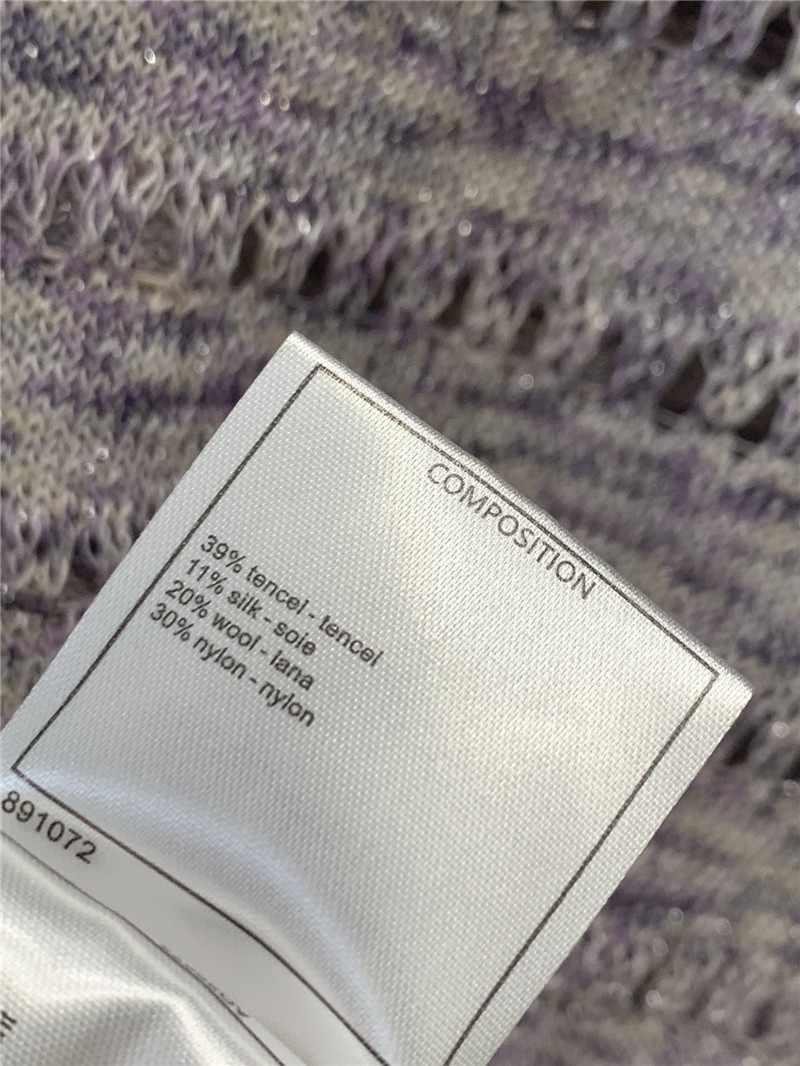 COMPOSITION
39% tencel - tencel
11% silk - soie
20% wool - lana
30% nylon - nylon
891072